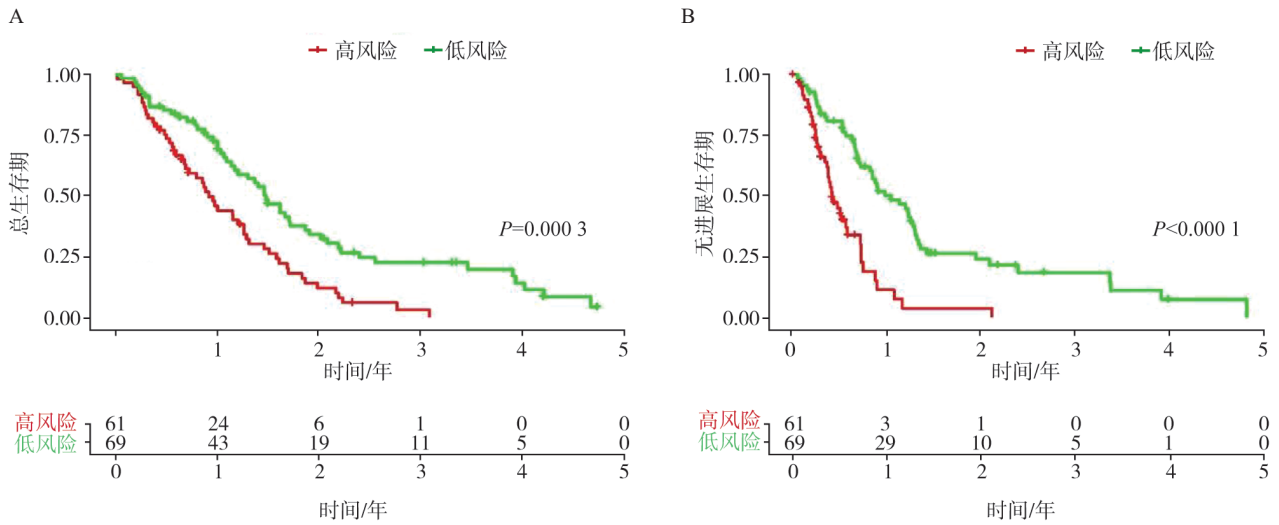 A
高风险 低风险
1.00
0.75
0.50
0.25
0.00
总生存期
P=0.000 3
1 2 3 4 5
时间/年
高风险 61 24 6 1 0 0
低风险 69 43 19 11 5 0
0 1 2 3 4 5
时间/年
B
高风险 低风险
1.00
0.75
0.50
0.25
0.00
无进展生存期
P<0.000 1
0 1 2 3 4 5
时间/年
高风险 61 3 1 0 0 0
低风险 69 29 10 5 1 0
0 1 2 3 4 5
时间/年